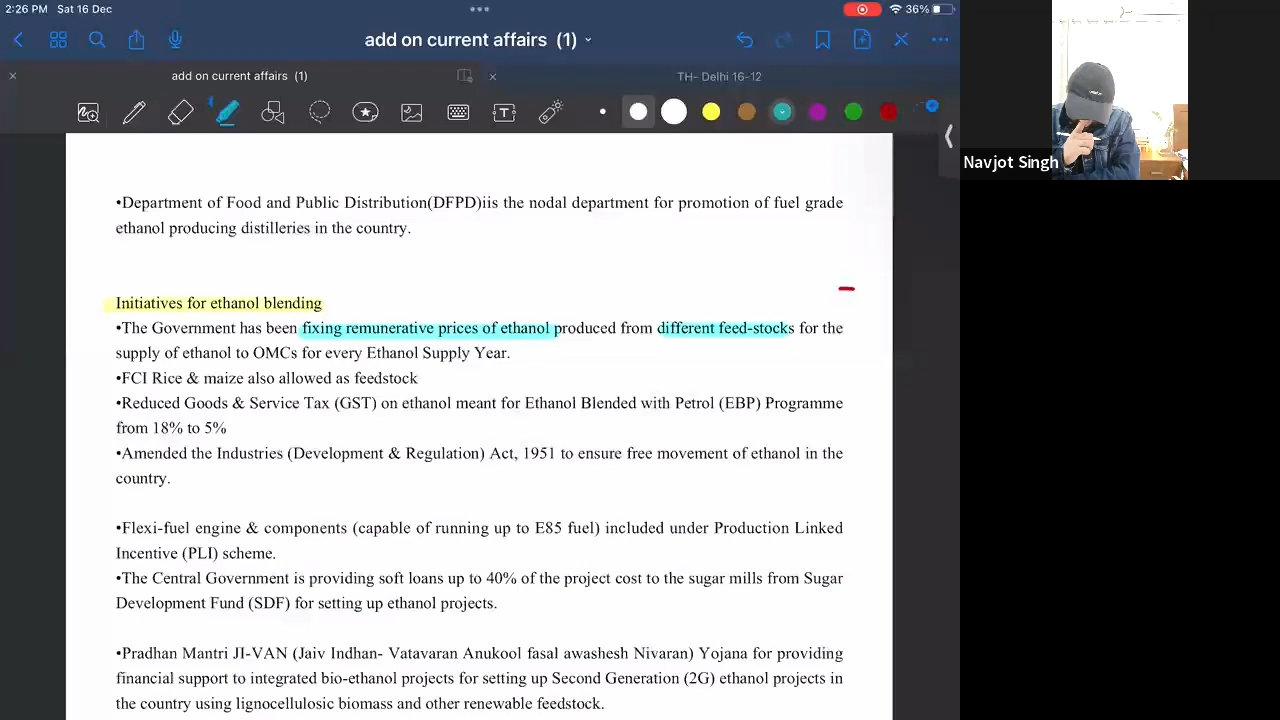 2:26 PM Sat 16 Dec
36%
add on current affairs (1)
add on current affairs (1)
TH- Delhi 16-12
•Department of Food and Public Distribution(DFPD)iis the nodal department for promotion of fuel grade
ethanol producing distilleries in the country.
Initiatives for ethanol blending
•The Government has been fixing remunerative prices of ethanol produced from different feed-stocks for the
supply of ethanol to OMCs for every Ethanol Supply Year.
•FCI Rice & maize also allowed as feedstock
•Reduced Goods & Service Tax (GST) on ethanol meant for Ethanol Blended with Petrol (EBP) Programme
from 18% to 5%
•Amended the Industries (Development & Regulation) Act, 1951 to ensure free movement of ethanol in the
country.
•Flexi-fuel engine & components (capable of running up to E85 fuel) included under Production Linked
Incentive (PLI) scheme.
•The Central Government is providing soft loans up to 40% of the project cost to the sugar mills from Sugar
Development Fund (SDF) for setting up ethanol projects.
•Pradhan Mantri JI-VAN (Jaiv Indhan- Vatavaran Anukool fasal awashesh Nivaran) Yojana for providing
financial support to integrated bio-ethanol projects for setting up Second Generation (2G) ethanol projects in
the country using lignocellulosic biomass and other renewable feedstock.
Navjot Singh